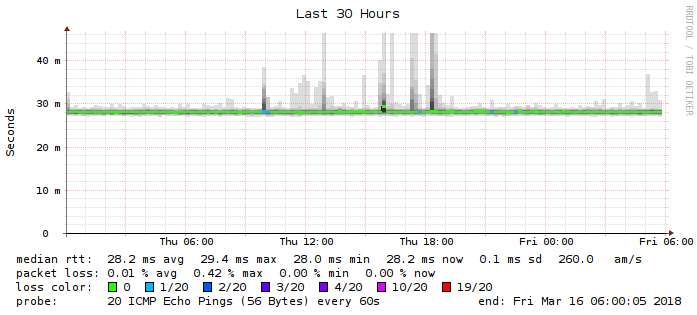 Last 30 Hours
RRDTOOL / TOBI OETIKER
Seconds
40 m
30 m
20 m
10 m
0
Thu 06:00 Thu 12:00 Thu 18:00 Fri 00:00 Fri 06:00
median rtt: 28.2 ms avg 29.4 ms max 28.0 ms min 28.2 ms now 0.1 ms sd 260.0 am/s
packet loss: 0.01 % avg 0.42 % max 0.00 % min 0.00 % now
loss color: 0 1/20 2/20 3/20 4/20 10/20 19/20
probe: 20 ICMP Echo Pings (56 Bytes) every 60s end: Fri Mar 16 06:00:05 2018